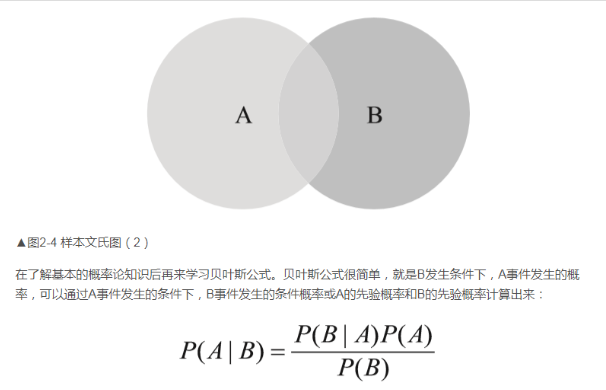 A B
▲图2-4 样本文氏图（2）
在了解基本的概率论知识后再来学习贝叶斯公式。贝叶斯公式很简单，就是B发生条件下，A事件发生的概
率，可以通过A事件发生的条件下，B事件发生的条件概率或A的先验概率和B的先验概率计算出来：
P(A | B) = P(B | A)P(A) / P(B)